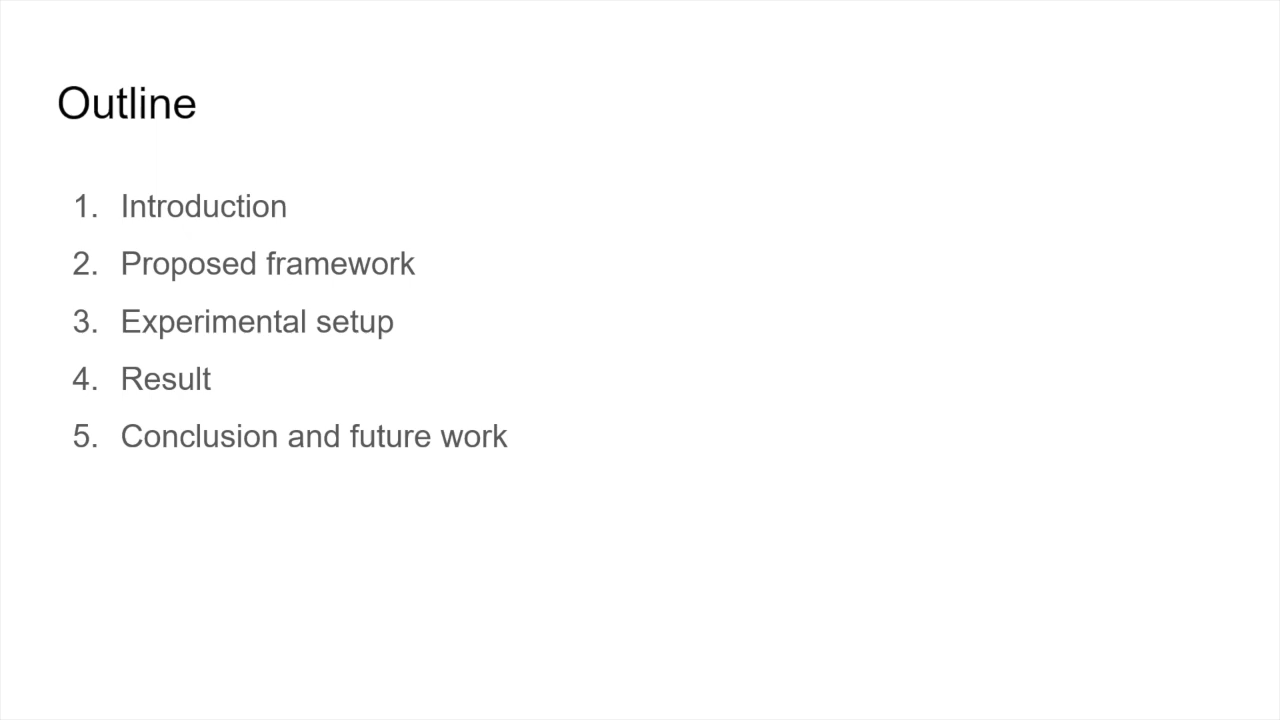 Outline
1. Introduction
2. Proposed framework
3. Experimental setup
4. Result
5. Conclusion and future work